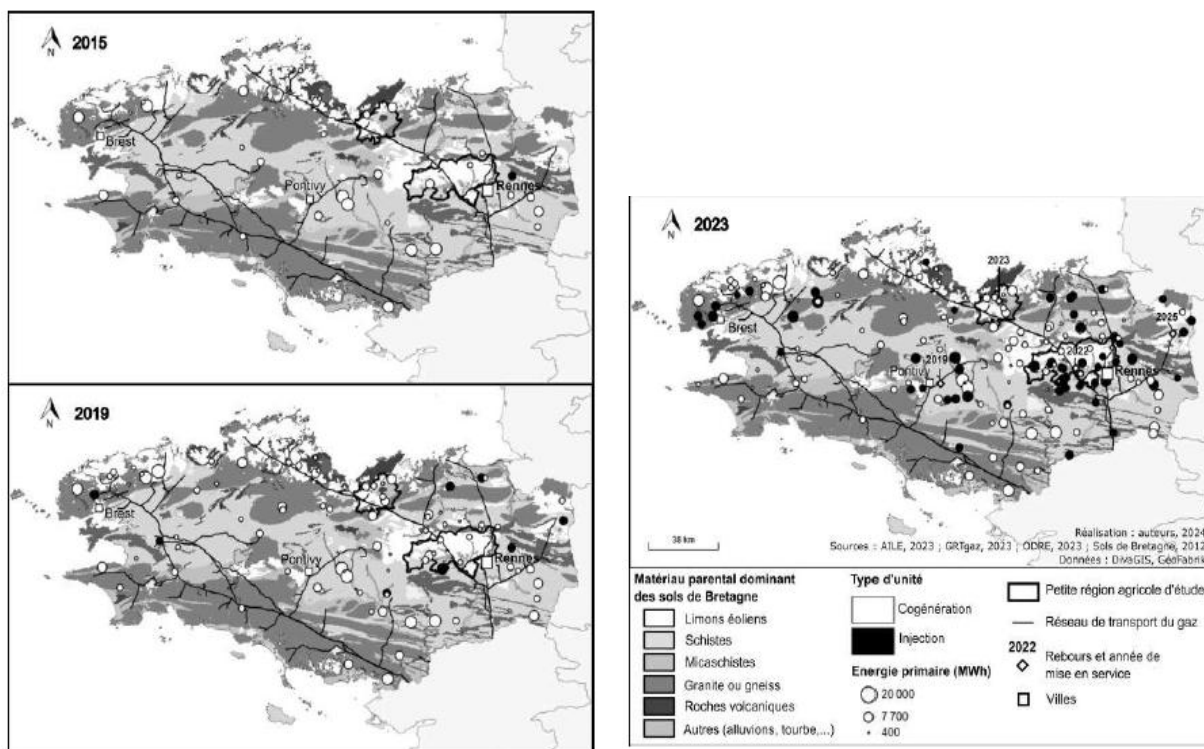 2015
N
Brest
Pontivy
Rennes
2019
N
Brest
Pontivy
Rennes
2023
N
2023
2025
Brest
2022
2019
Pontivy
Rennes
38 km
Réalisation : auteurs, 2024
Sources : AILE, 2023 ; GRTgaz, 2023 ; ODRE, 2023 ; Sols de Bretagne, 2012
Données : DivaGIS, GéoFabrik
Matériau parental dominant
des sols de Bretagne
Limons éoliens
Schistes
Micaschistes
Granite ou gneiss
Roches volcaniques
Autres (alluvions, tourbe,...)
Type d'unité
Cogénération
Injection
Energie primaire (MWh)
20 000
7 700
400
Petite région agricole d'étude
Réseau de transport du gaz
2022
Rebours et année de
mise en service
Villes